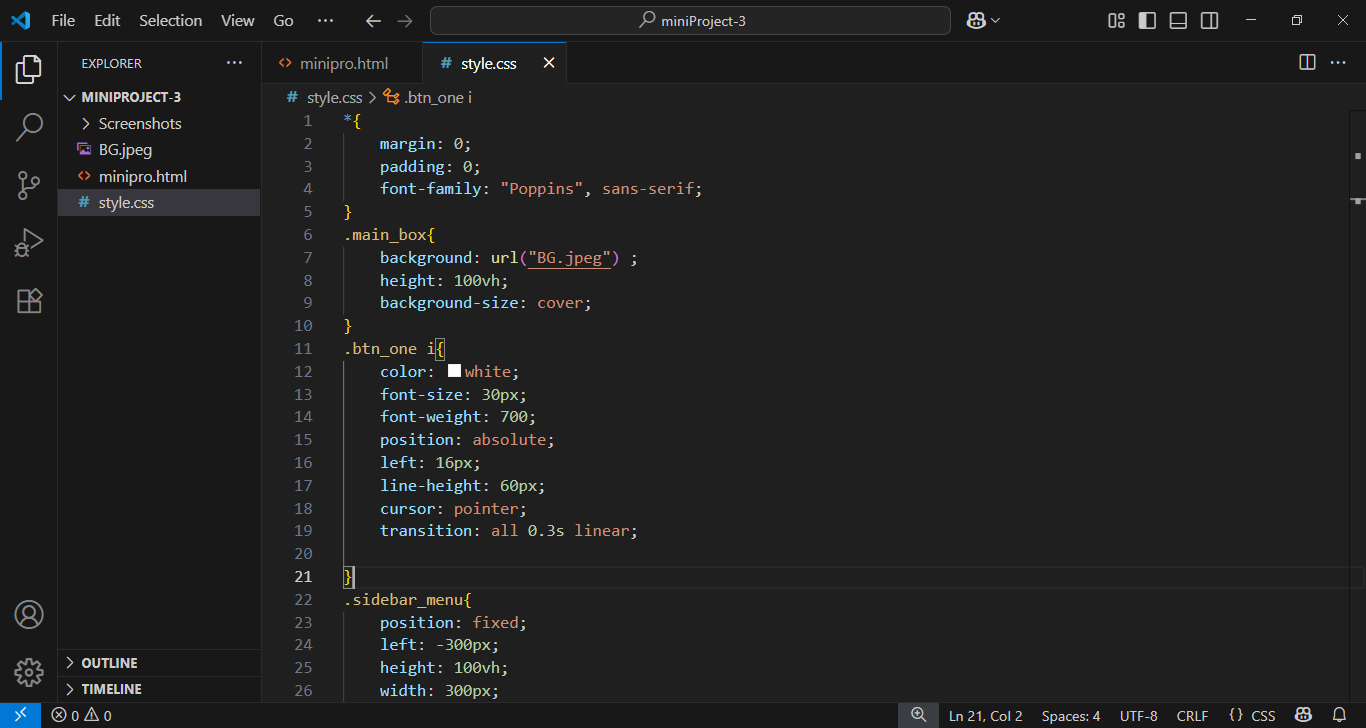 File Edit Selection View Go ··· miniProject-3
EXPLORER ···
MINIPROJECT-3
Screenshots
BG.jpeg
<> minipro.html
# style.css
OUTLINE
TIMELINE
<> minipro.html # style.css
# style.css > .btn_one i
1 *{
2 margin: 0;
3 padding: 0;
4 font-family: "Poppins", sans-serif;
5 }
6 .main_box{
7 background: url("BG.jpeg") ;
8 height: 100vh;
9 background-size: cover;
10 }
11 .btn_one i{
12 color: white;
13 font-size: 30px;
14 font-weight: 700;
15 position: absolute;
16 left: 16px;
17 line-height: 60px;
18 cursor: pointer;
19 transition: all 0.3s linear;
20
21 }
22 .sidebar_menu{
23 position: fixed;
24 left: -300px;
25 height: 100vh;
26 width: 300px;
0 0 Ln 21, Col 2 Spaces: 4 UTF-8 CRLF {} CSS